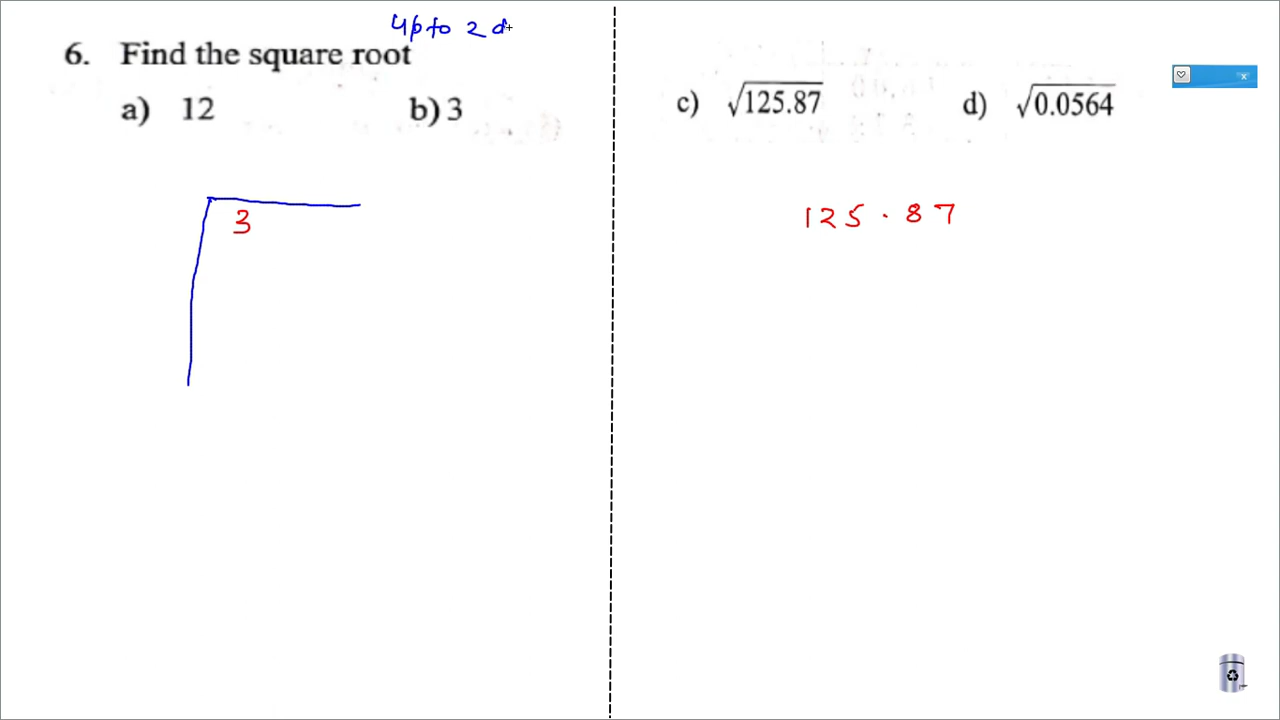 upto 2 d
6. Find the square root
a) 12 b) 3
c) √125.87 d) √0.0564
3
125.87